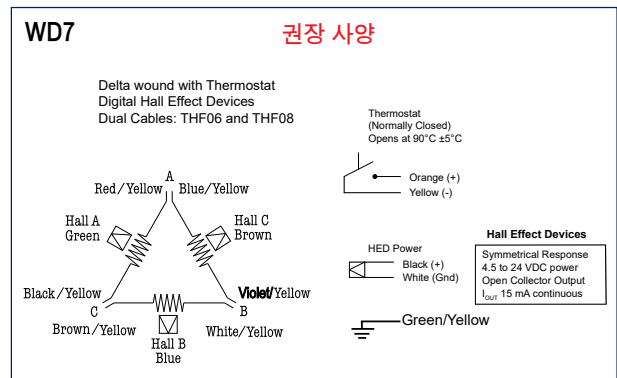 WD7
권장 사양
Delta wound with Thermostat
Digital Hall Effect Devices
Dual Cables: THF06 and THF08
Thermostat
(Normally Closed)
Opens at 90°C ±5°C
Orange (+)
Yellow (-)
A
Red/Yellow
Blue/Yellow
Hall A
Green
Hall C
Brown
Black/Yellow
C
Brown/Yellow
Violet/Yellow
B
White/Yellow
Hall B
Blue
HED Power
Black (+)
White (Gnd)
Hall Effect Devices
Symmetrical Response
4.5 to 24 VDC power
Open Collector Output
IOUT 15 mA continuous
Green/Yellow